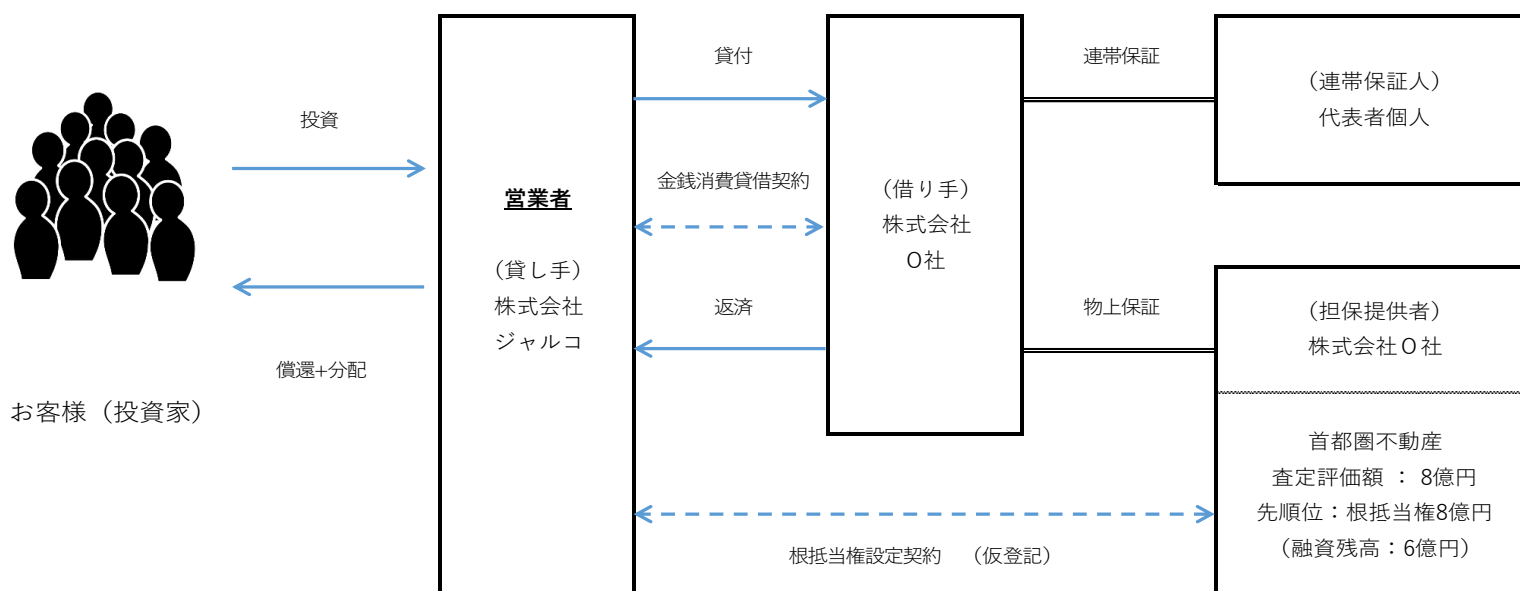 投資
償還+分配
お客様（投資家）
営業者
（貸し手）
株式会社
ジャルコ
貸付
金銭消費貸借契約
返済
（借り手）
株式会社
O社
連帯保証
物上保証
（連帯保証人）
代表者個人
（担保提供者）
株式会社Ｏ社
首都圏不動産
査定評価額 ： 8億円
先順位：根抵当権8億円
（融資残高：6億円）
根抵当権設定契約 （仮登記）